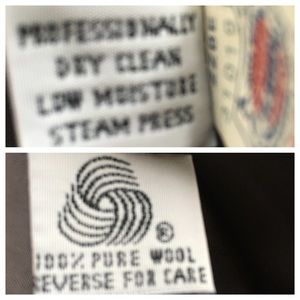 PROFESSIONALLY
DRY CLEAN
LOW MOISTURE
STEAM PRESS
®
100% PURE WOOL
REVERSE FOR CARE